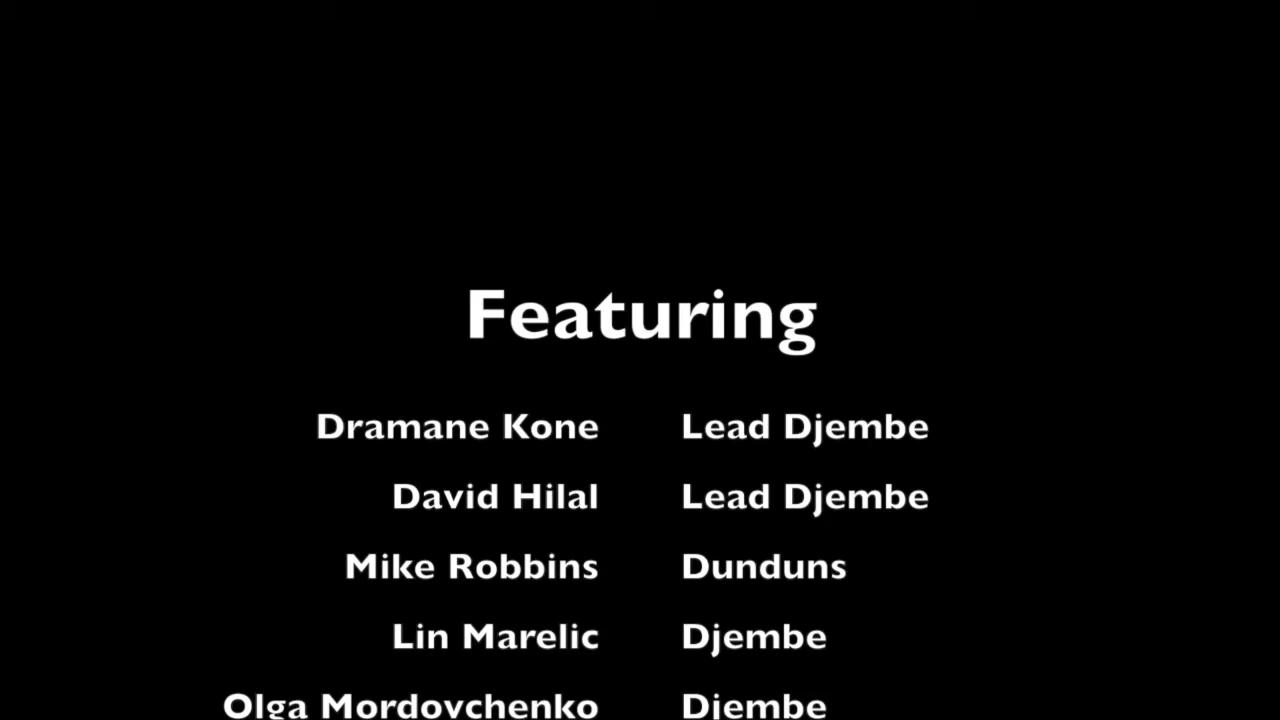 Featuring
Dramane Kone Lead Djembe
David Hilal Lead Djembe
Mike Robbins Dunduns
Lin Marelic Djembe
Olga Mordovchenko Djembe